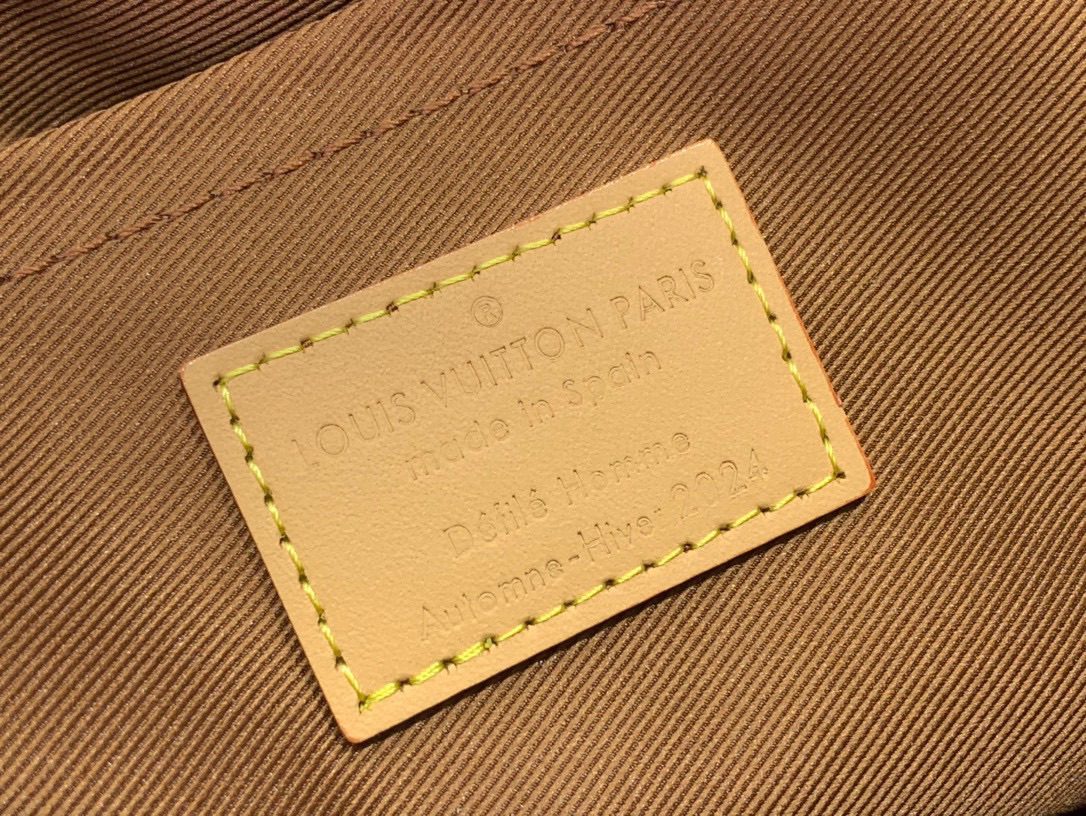 ®
LOUIS VUITTON PARIS
made in Spain
Défilé Homme
Automne-Hiver 2024